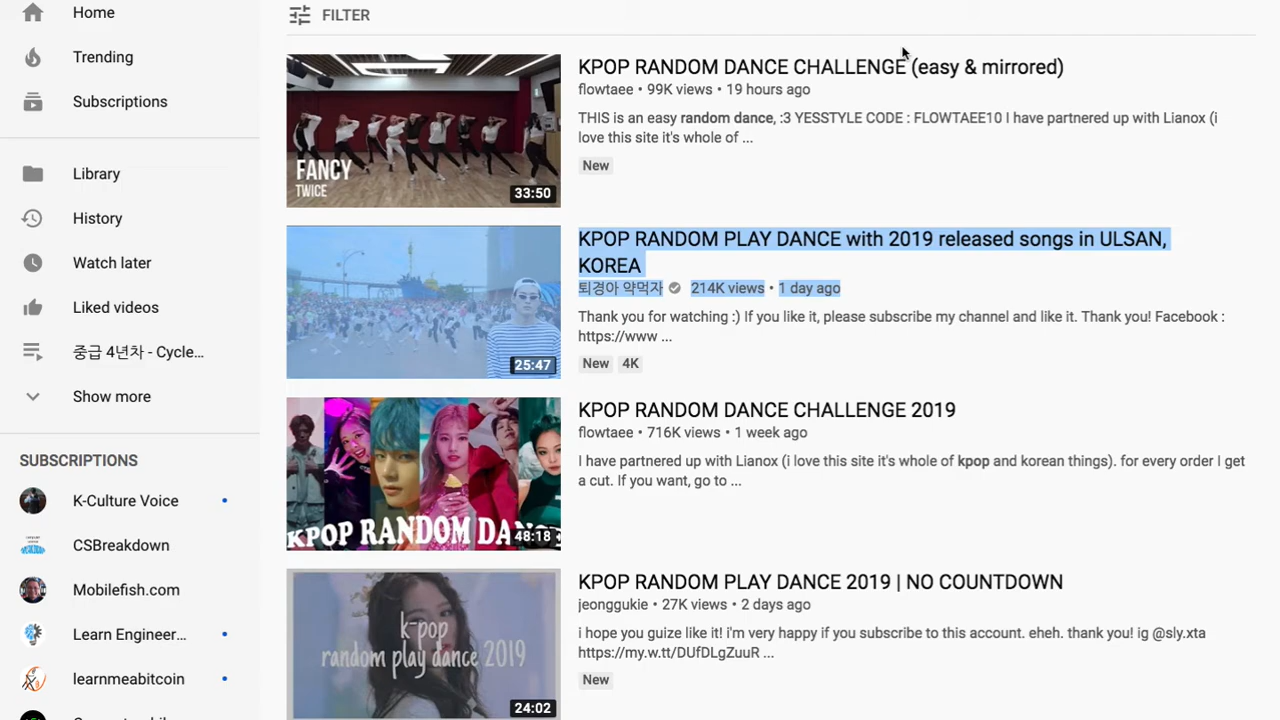 Home
Trending
Subscriptions
Library
History
Watch later
Liked videos
중급 4년차 - Cycle...
Show more
SUBSCRIPTIONS
K-Culture Voice
CSBreakdown
Mobilefish.com
Learn Engineer...
learnmeabitcoin
FILTER
FANCY
TWICE
33:50
KPOP RANDOM DANCE CHALLENGE (easy & mirrored)
flowtaee • 99K views • 19 hours ago
THIS is an easy random dance, :3 YESSTYLE CODE : FLOWTAEE10 I have partnered up with Lianox (i
love this site it's whole of ...
New
25:47
KPOP RANDOM PLAY DANCE with 2019 released songs in ULSAN,
KOREA
퇴경아 약먹자 214K views • 1 day ago
Thank you for watching :) If you like it, please subscribe my channel and like it. Thank you! Facebook :
https://www ...
New 4K
KPOP RANDOM DANCE
48:18
KPOP RANDOM DANCE CHALLENGE 2019
flowtaee • 716K views • 1 week ago
I have partnered up with Lianox (i love this site it's whole of kpop and korean things). for every order I get
a cut. If you want, go to ...
k-pop
random play dance 2019
24:02
KPOP RANDOM PLAY DANCE 2019 | NO COUNTDOWN
jeonggukie • 27K views • 2 days ago
i hope you guize like it! i'm very happy if you subscribe to this account. eheh. thank you! ig @sly.xta
https://my.w.tt/DUfDLgZuuR ...
New